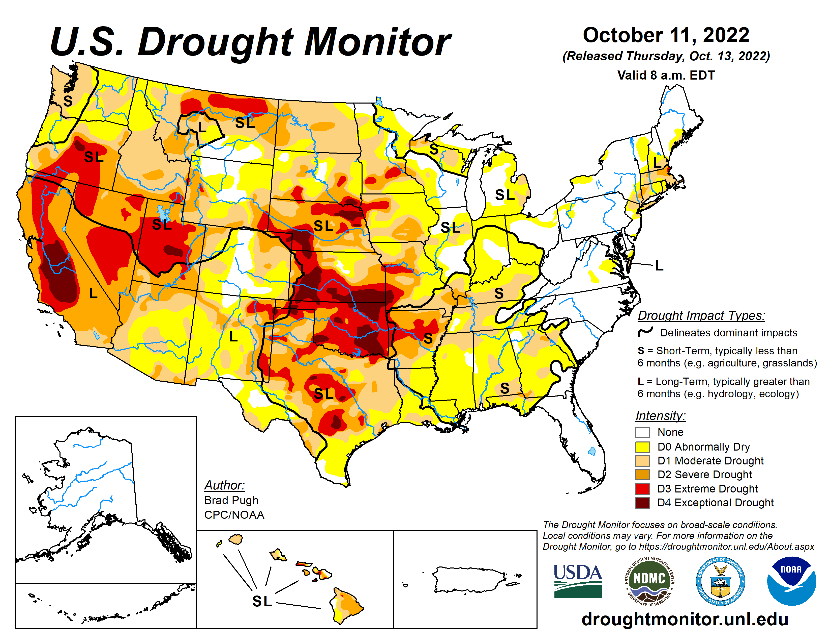 U.S. Drought Monitor
October 11, 2022
(Released Thursday, Oct. 13, 2022)
Valid 8 a.m. EDT
S
L
SL
S
L
SL
SL
SL
SL
SL
L
L
S
L
S
SL
S
Drought Impact Types:
Delineates dominant impacts
S = Short-Term, typically less than
6 months (e.g. agriculture, grasslands)
L = Long-Term, typically greater than
6 months (e.g. hydrology, ecology)
Intensity:
None
D0 Abnormally Dry
D1 Moderate Drought
D2 Severe Drought
D3 Extreme Drought
D4 Exceptional Drought
Author:
Brad Pugh
CPC/NOAA
SL
The Drought Monitor focuses on broad-scale conditions.
Local conditions may vary. For more information on the
Drought Monitor, go to https://droughtmonitor.unl.edu/About.aspx
USDA
NDMC
NOAA
droughtmonitor.unl.edu